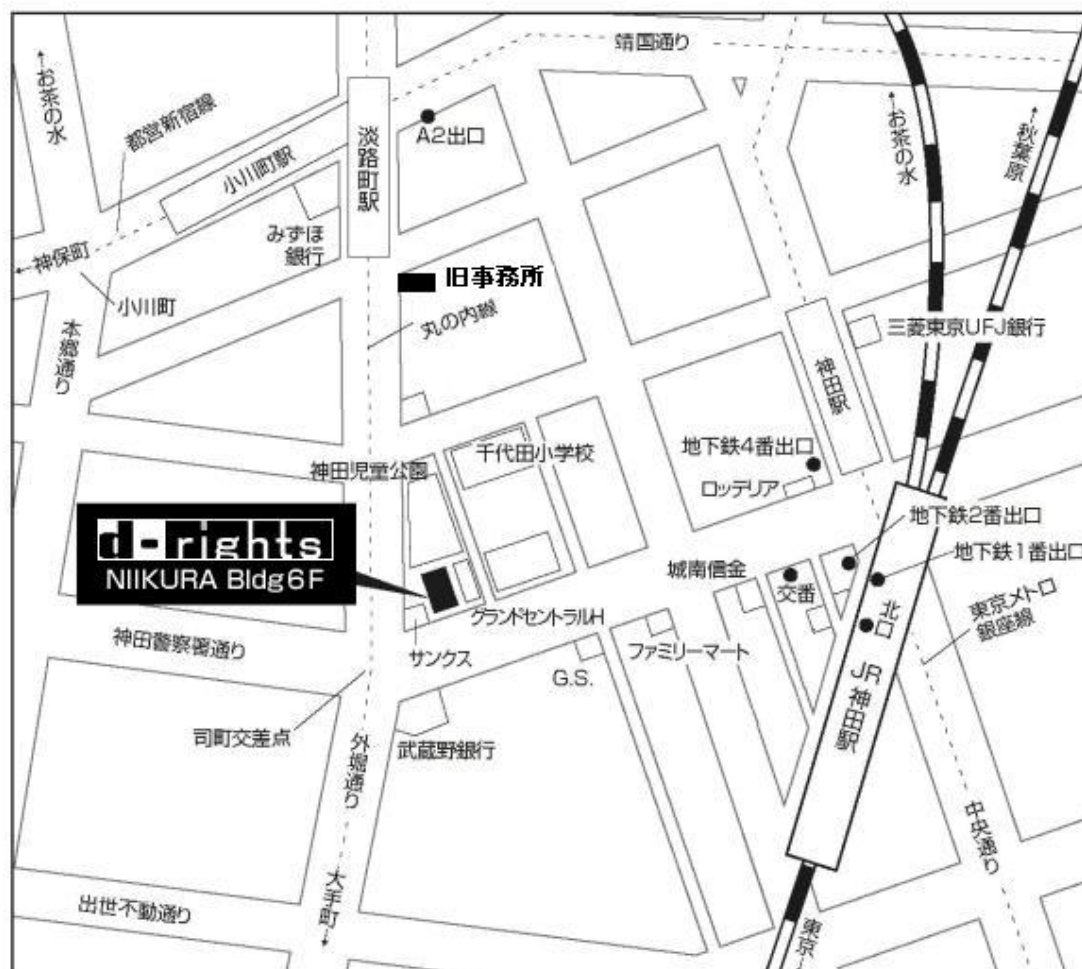 靖国通り
←お茶の水
都営新宿線
A2出口
←お茶の水
→秋葉原
淡路町駅
小川町駅
みずほ
銀行
←神保町
小川町
旧事務所
丸の内線
本郷通り
三菱東京UFJ銀行
神田駅
地下鉄4番出口
ロッテリア
千代田小学校
神田児童公園
d-rights
NIIKURA Bldg6F
地下鉄2番出口
地下鉄1番出口
城南信金
交番
北口
東京メトロ
銀座線
グランドセントラルH
サンクス
ファミリーマート
G.S.
神田警察署通り
JR神田駅
司町交差点
武蔵野銀行
外堀通り
中央通り
大手町→
出世不動通り
東京→